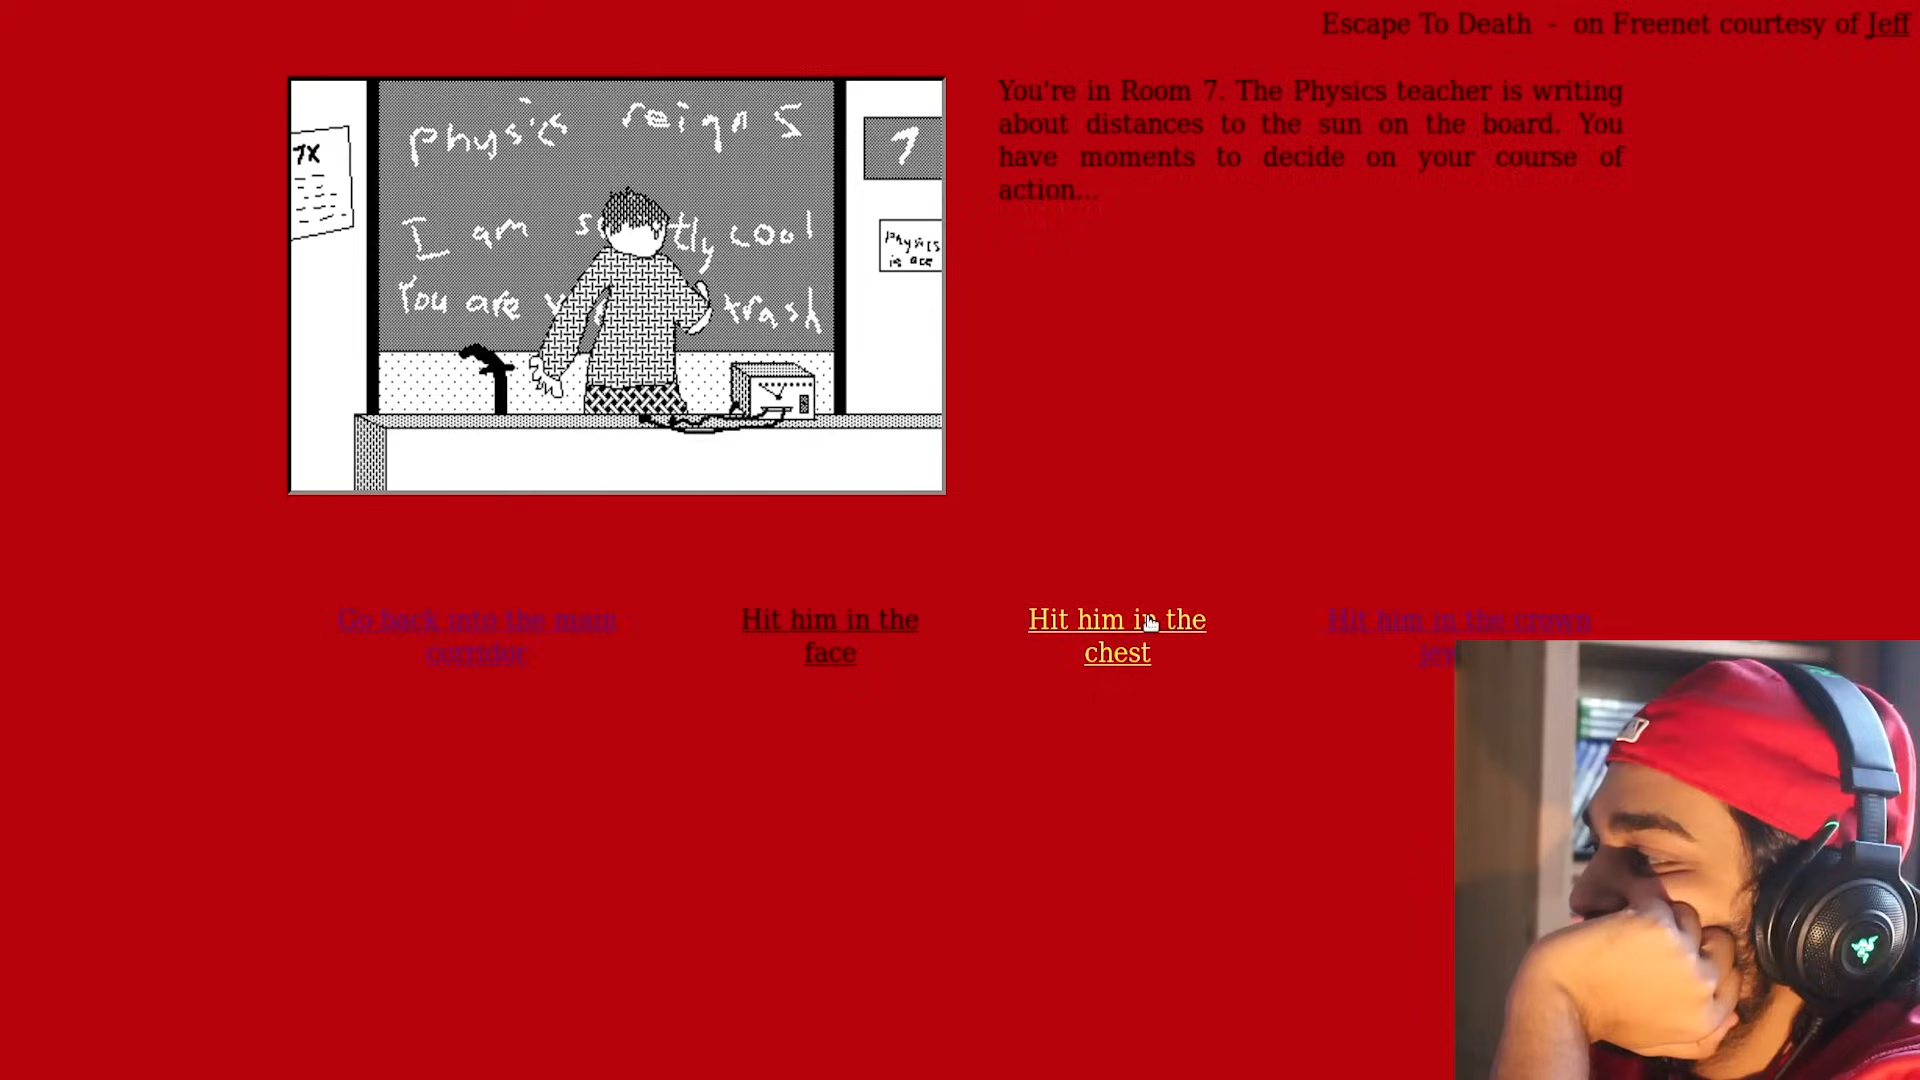 Escape To Death - on Freenet courtesy of Jeff
physics reigns
I am s tly cool
You are trash
7X
7
physics
is ace
You're in Room 7. The Physics teacher is writing
about distances to the sun on the board. You
have moments to decide on your course of
action...
Go back into the main
corridor
Hit him in the
face
Hit him in the
chest
Hit him in the crown